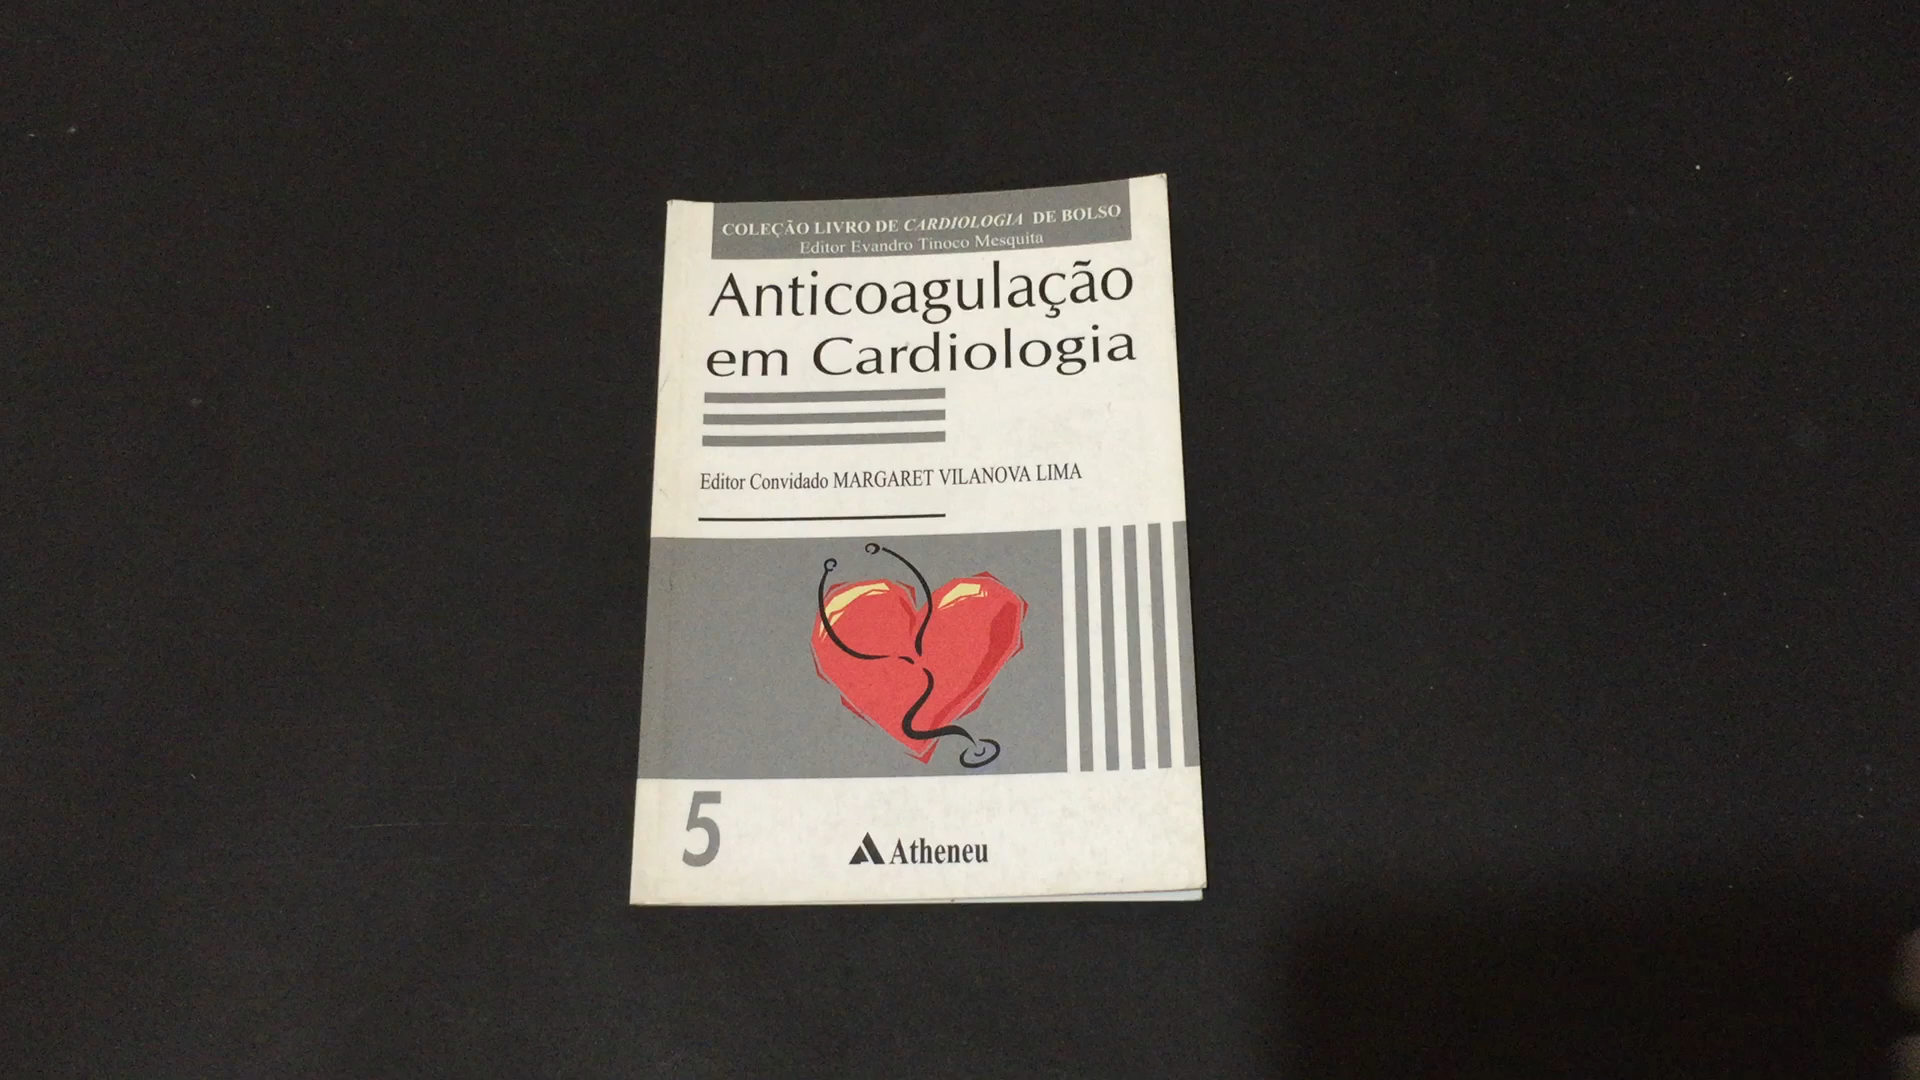 COLEÇÃO LIVRO DE CARDIOLOGIA DE BOLSO
Editor Evandro Tinoco Mesquita
Anticoagulação
em Cardiologia
Editor Convidado MARGARET VILANOVA LIMA
5
Atheneu